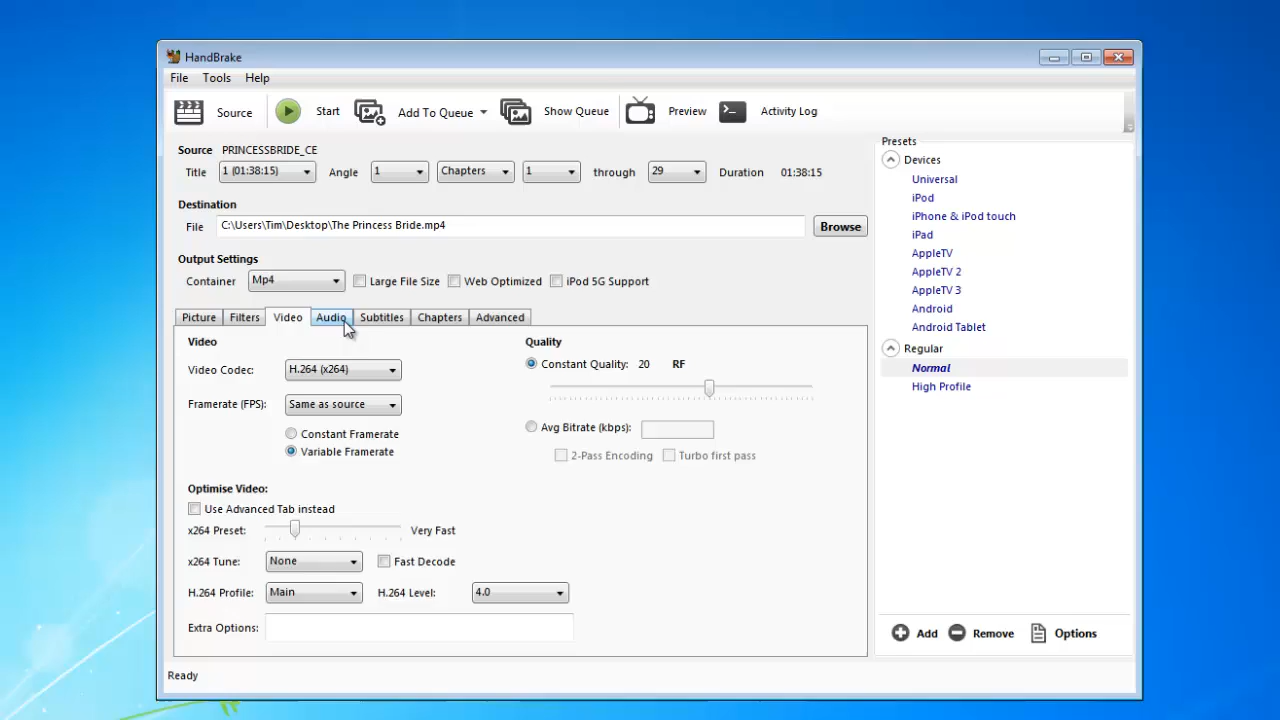 HandBrake
File Tools Help
Source Start Add To Queue Show Queue Preview Activity Log
Source PRINCESSBRIDE_CE
Title 1 (01:38:15) Angle 1 Chapters 1 through 29 Duration 01:38:15
Destination
File C:\Users\Tim\Desktop\The Princess Bride.mp4 Browse
Output Settings
Container Mp4 Large File Size Web Optimized iPod 5G Support
Picture Filters Video Audio Subtitles Chapters Advanced
Video
Video Codec: H.264 (x264)
Framerate (FPS): Same as source
Constant Framerate
Variable Framerate
Quality
Constant Quality: 20 RF
Avg Bitrate (kbps):
2-Pass Encoding Turbo first pass
Optimise Video:
Use Advanced Tab instead
x264 Preset: Very Fast
x264 Tune: None Fast Decode
H.264 Profile: Main H.264 Level: 4.0
Extra Options:
Presets
Devices
Universal
iPod
iPhone & iPod touch
iPad
AppleTV
AppleTV 2
AppleTV 3
Android
Android Tablet
Regular
Normal
High Profile
Add Remove Options
Ready